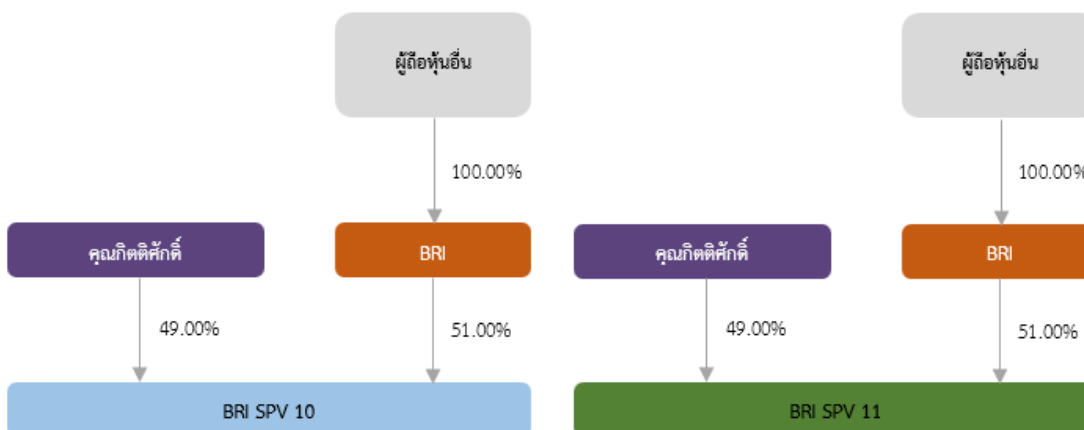 ผู้ถือหุ้นอื่น
ผู้ถือหุ้นอื่น
100.00%
100.00%
คุณกิตติศักดิ์
BRI
คุณกิตติศักดิ์
BRI
49.00%
51.00%
49.00%
51.00%
BRI SPV 10
BRI SPV 11